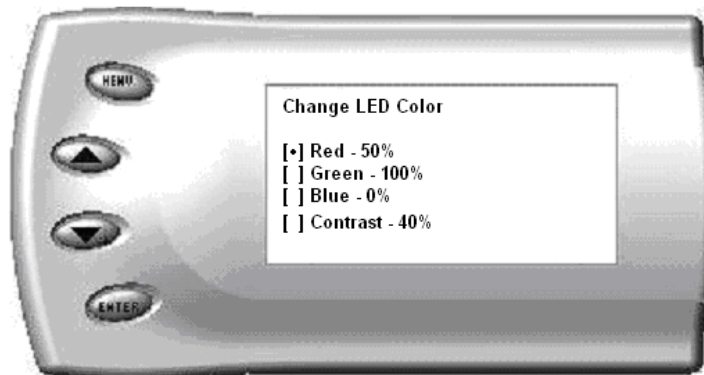 MENU
Change LED Color
[•] Red - 50%
[ ] Green - 100%
[ ] Blue - 0%
[ ] Contrast - 40%
ENTER